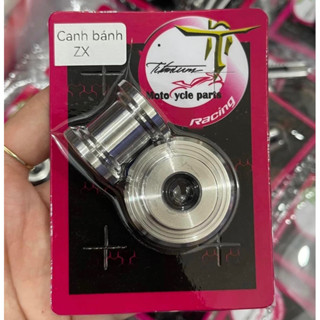 Canh bánh
ZX
Titanium
Motorcycle parts
Racing